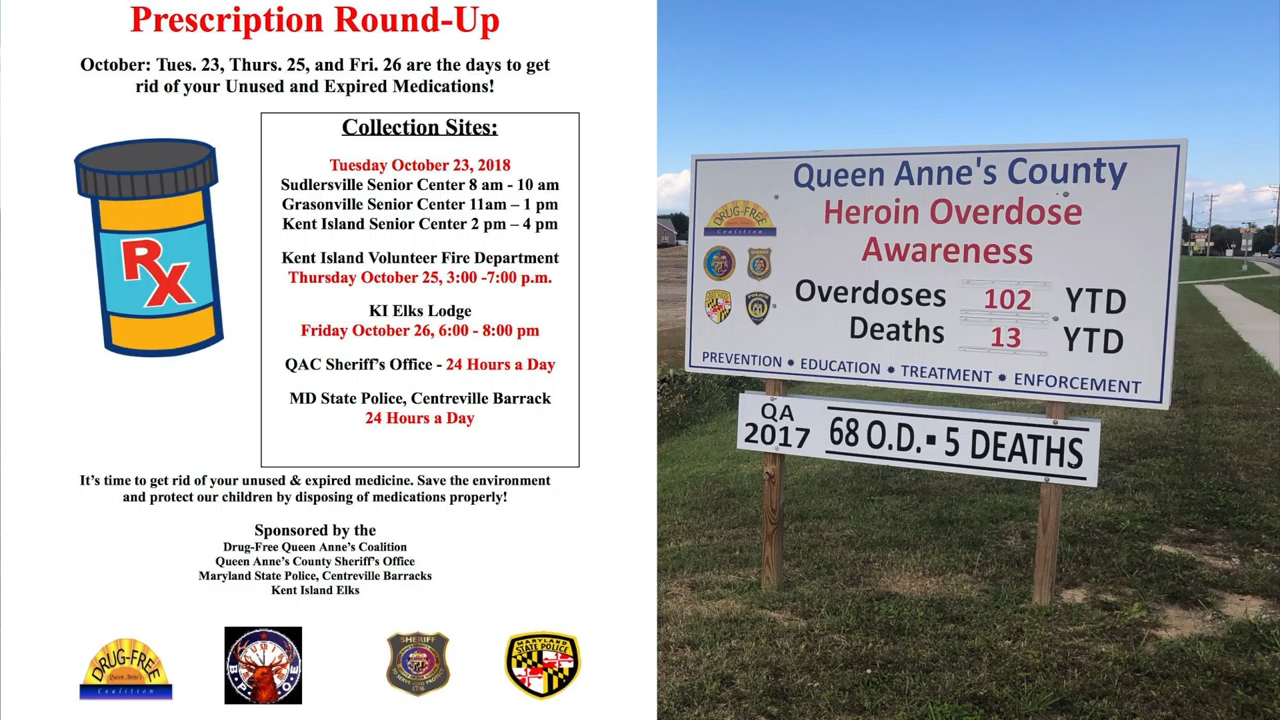 Prescription Round-Up
October: Tues. 23, Thurs. 25, and Fri. 26 are the days to get
rid of your Unused and Expired Medications!
RX
Collection Sites:
Tuesday October 23, 2018
Sudlersville Senior Center 8 am - 10 am
Grasonville Senior Center 11am – 1 pm
Kent Island Senior Center 2 pm – 4 pm
Kent Island Volunteer Fire Department
Thursday October 25, 3:00 -7:00 p.m.
KI Elks Lodge
Friday October 26, 6:00 - 8:00 pm
QAC Sheriff's Office - 24 Hours a Day
MD State Police, Centreville Barrack
24 Hours a Day
It's time to get rid of your unused & expired medicine. Save the environment
and protect our children by disposing of medications properly!
Sponsored by the
Drug-Free Queen Anne's Coalition
Queen Anne's County Sheriff's Office
Maryland State Police, Centreville Barracks
Kent Island Elks
DRUG-FREE
Queen Anne's
Coalition
B P O E
SHERIFF
MARYLAND
STATE POLICE
Queen Anne's County
Heroin Overdose
Awareness
DRUG-FREE
Coalition
POLICE
Overdoses 102 YTD
Deaths 13 YTD
PREVENTION * EDUCATION * TREATMENT * ENFORCEMENT
QA
2017
68 O.D. - 5 DEATHS